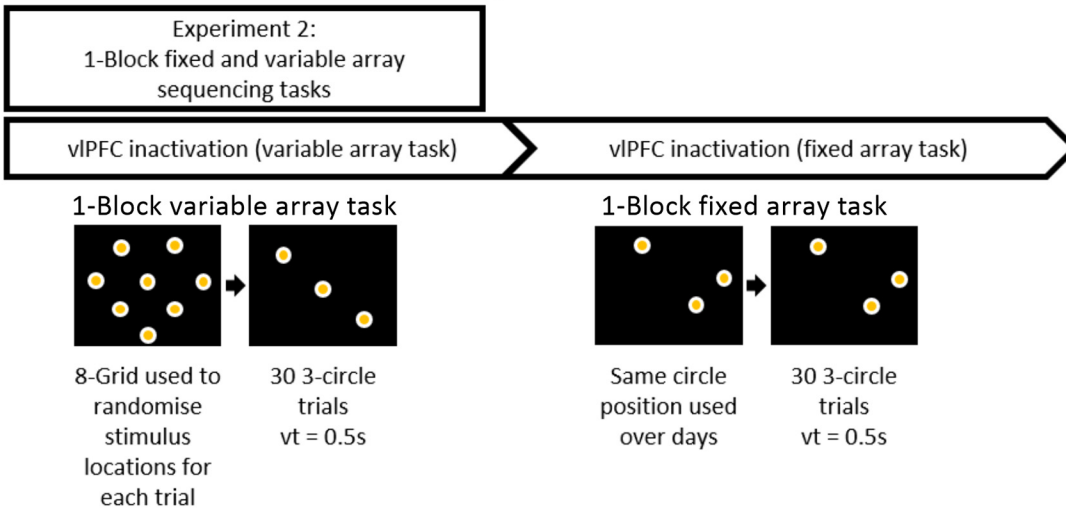 Experiment 2:
1-Block fixed and variable array
sequencing tasks
vlPFC inactivation (variable array task)
vlPFC inactivation (fixed array task)
1-Block variable array task
1-Block fixed array task
8-Grid used to
randomise
stimulus
locations for
each trial
30 3-circle
trials
vt = 0.5s
Same circle
position used
over days
30 3-circle
trials
vt = 0.5s